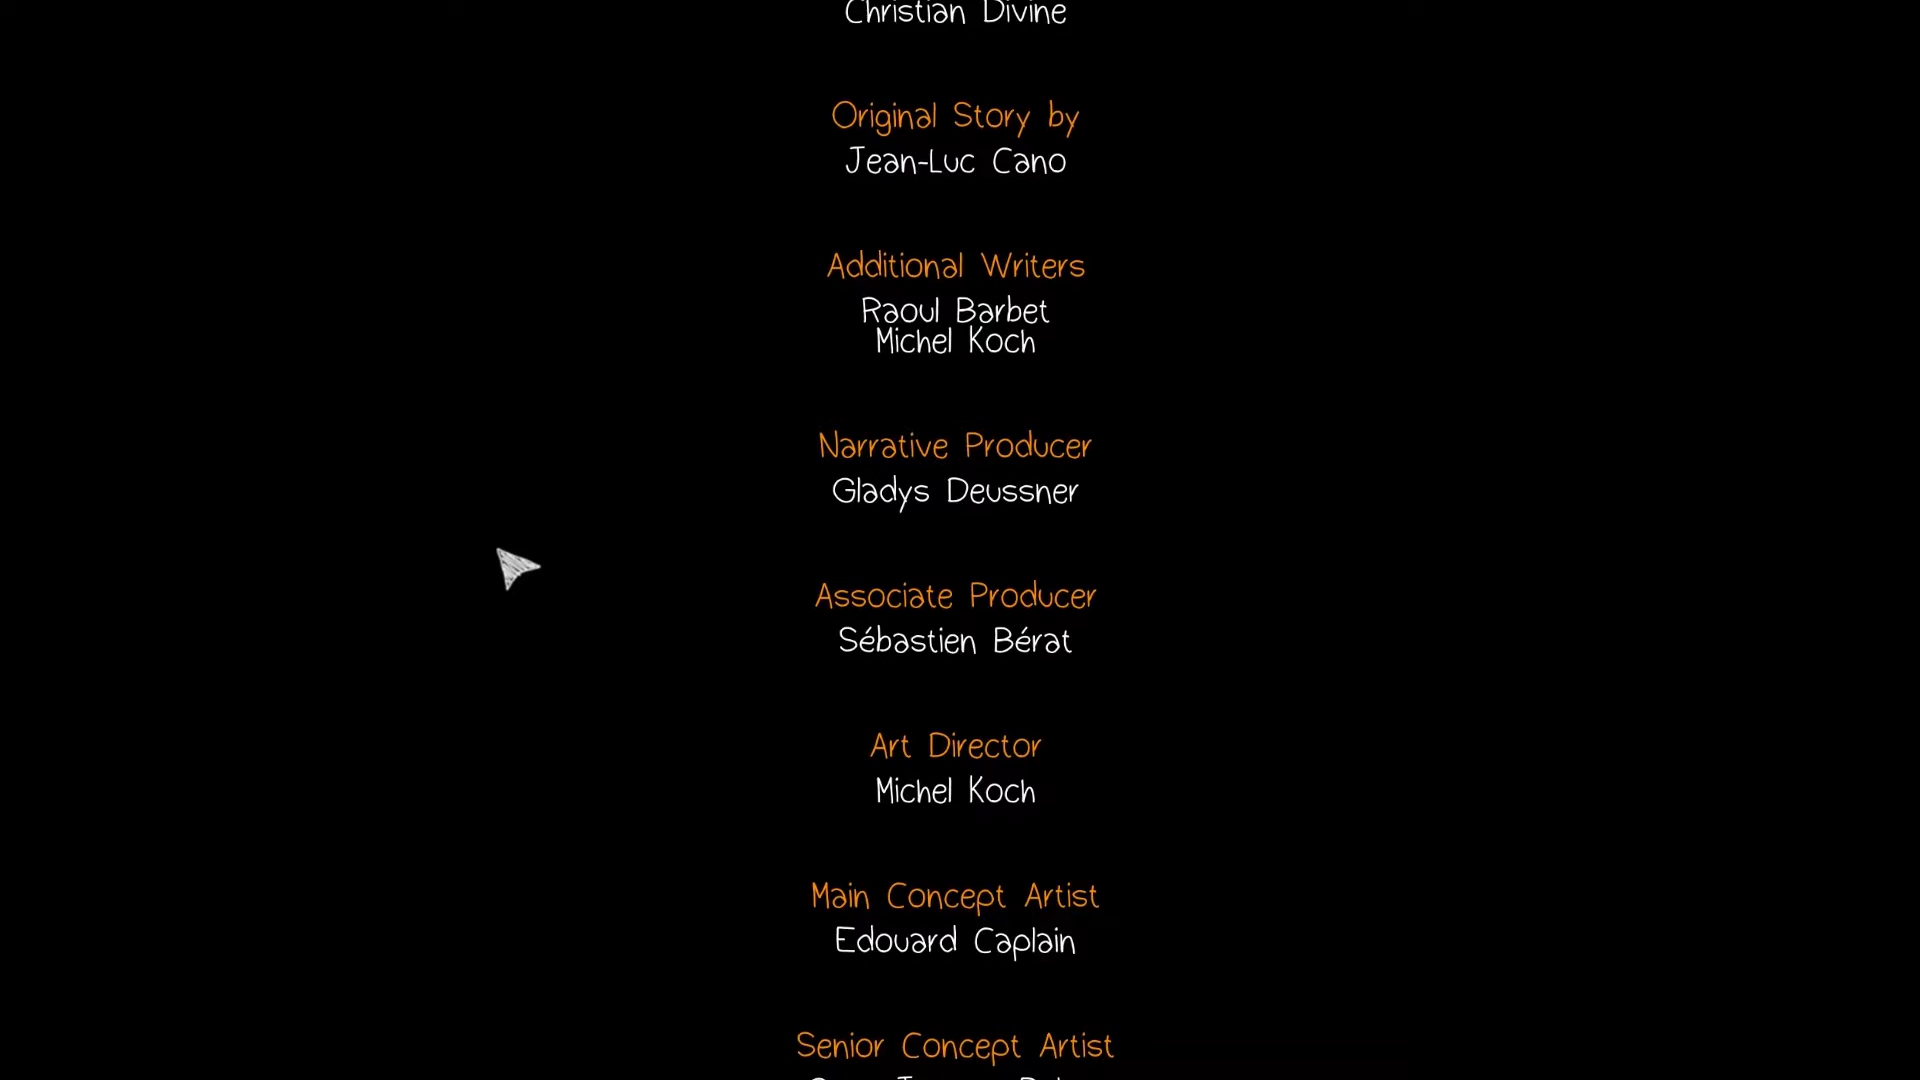 Christian Divine
Original Story by
Jean-Luc Cano
Additional Writers
Raoul Barbet
Michel Koch
Narrative Producer
Gladys Deussner
Associate Producer
Sébastien Bérat
Art Director
Michel Koch
Main Concept Artist
Edouard Caplain
Senior Concept Artist